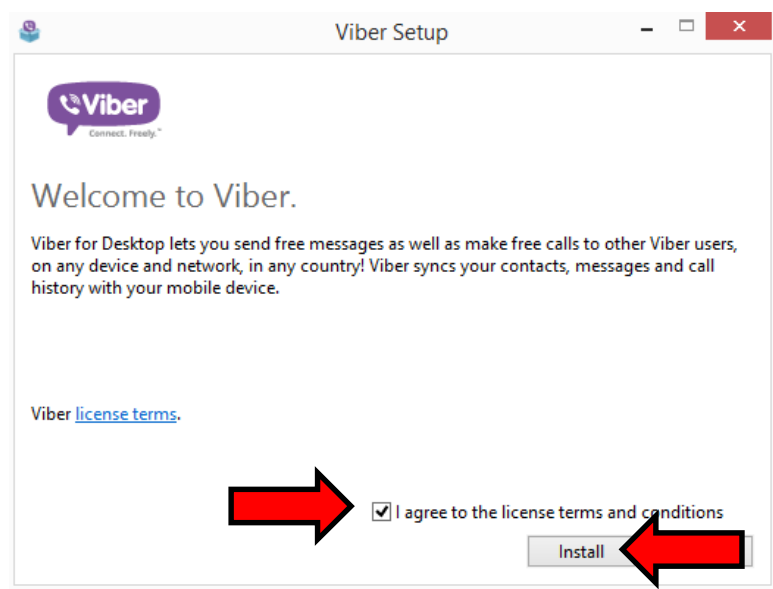 Viber Setup
Viber
Connect. Freely.™
Welcome to Viber.
Viber for Desktop lets you send free messages as well as make free calls to other Viber users,
on any device and network, in any country! Viber syncs your contacts, messages and call
history with your mobile device.
Viber license terms.
I agree to the license terms and conditions
Install